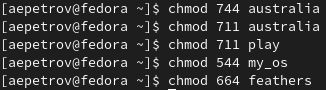 [aepetrov@fedora ~]$ chmod 744 australia
[aepetrov@fedora ~]$ chmod 711 australia
[aepetrov@fedora ~]$ chmod 711 play
[aepetrov@fedora ~]$ chmod 544 my_os
[aepetrov@fedora ~]$ chmod 664 feathers